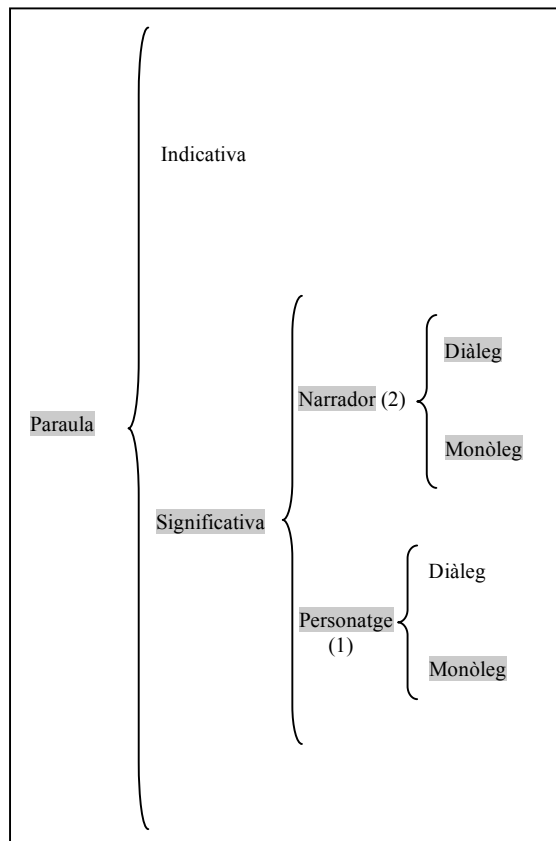 Indicativa
Diàleg
Narrador (2)
Paraula
Monòleg
Significativa
Diàleg
Personatge
(1)
Monòleg